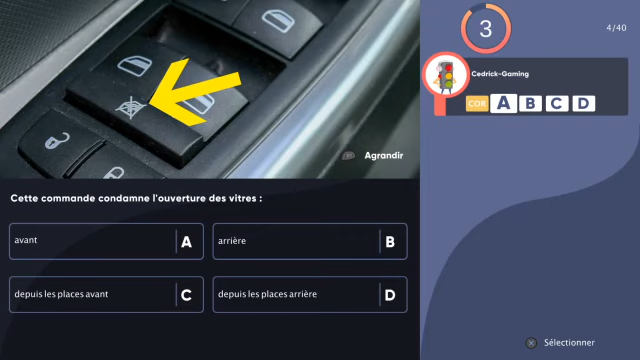 3
4/40
Cedrick-Gaming
COR A B C D
Agrandir
Cette commande condamne l'ouverture des vitres :
avant A
arrière B
depuis les places avant C
depuis les places arrière D
Sélectionner